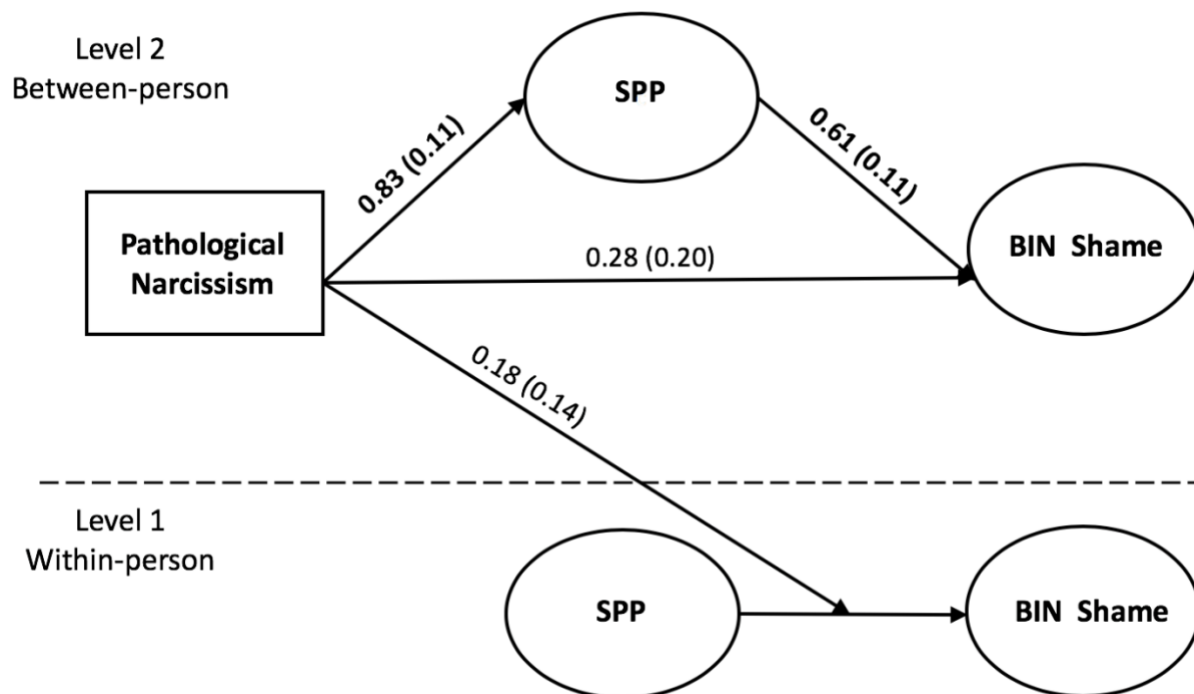 Level 2
Between-person
SPP
0.83 (0.11)
0.61 (0.11)
Pathological
Narcissism
0.28 (0.20)
BIN Shame
0.18 (0.14)
Level 1
Within-person
SPP
BIN Shame